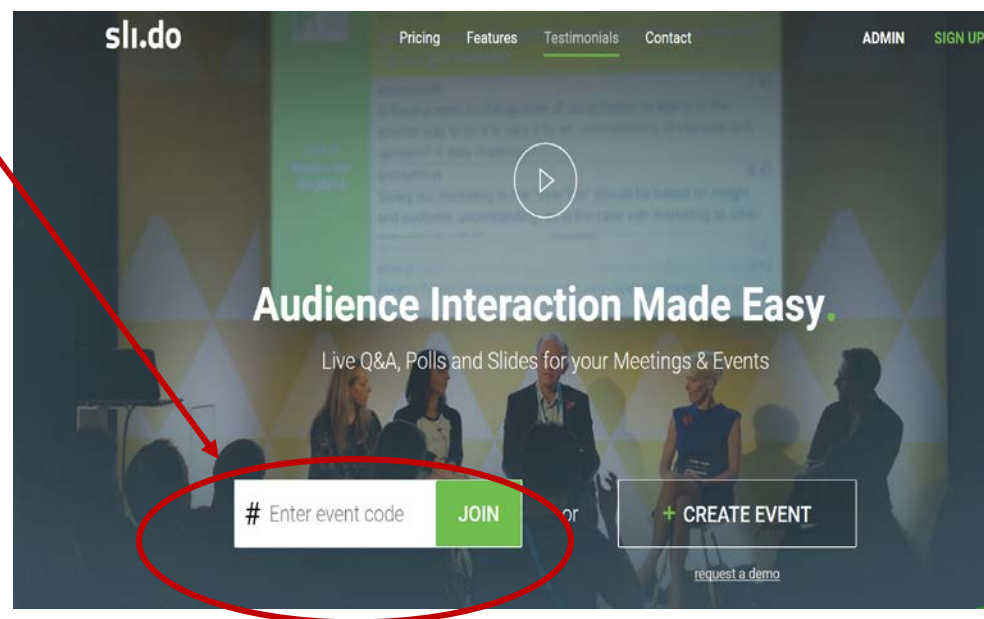 sli.do
Pricing Features Testimonials Contact
ADMIN SIGN UP
Audience Interaction Made Easy.
Live Q&A, Polls and Slides for your Meetings & Events
# Enter event code JOIN or + CREATE EVENT
request a demo